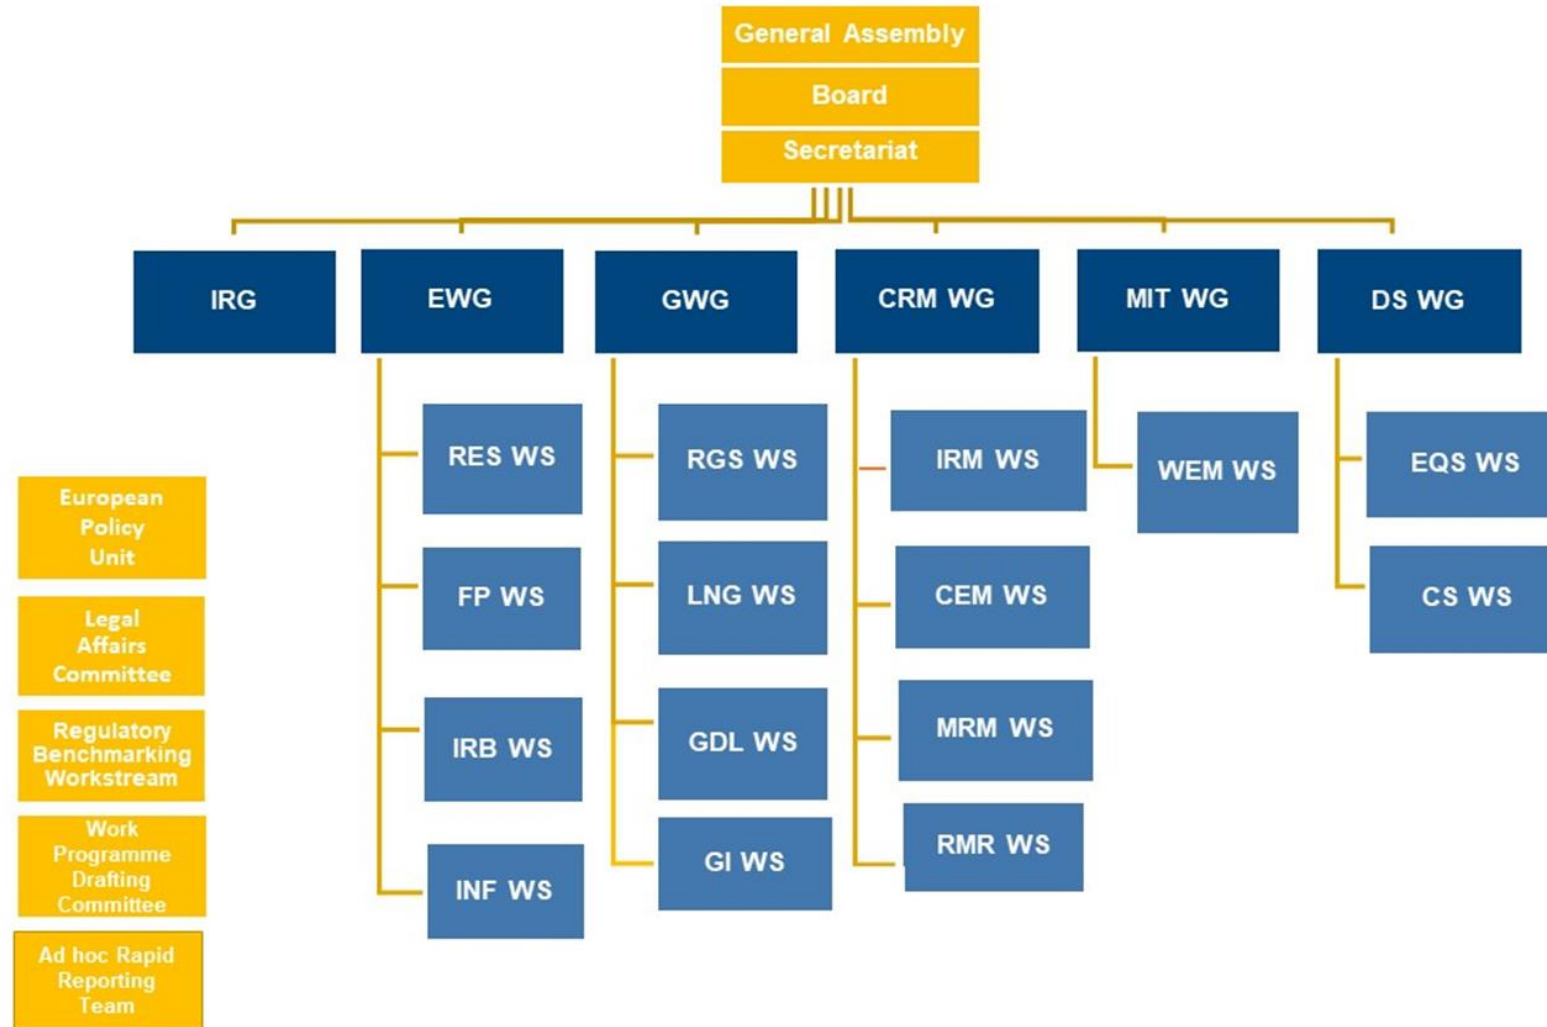 General Assembly
Board
Secretariat
IRG
EWG
GWG
CRM WG
MIT WG
DS WG
RES WS
RGS WS
IRM WS
WEM WS
EQS WS
FP WS
LNG WS
CEM WS
CS WS
IRB WS
GDL WS
MRM WS
INF WS
GI WS
RMR WS
European
Policy
Unit
Legal
Affairs
Committee
Regulatory
Benchmarking
Workstream
Work
Programme
Drafting
Committee
Ad hoc Rapid
Reporting
Team